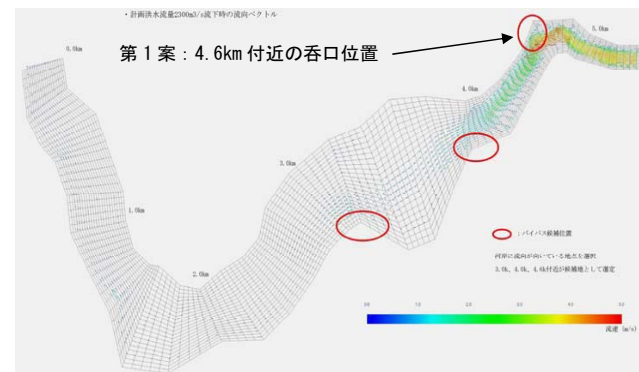 ・計画洪水流量2300m3/s流下時の流向ベクトル
0.0km
第1案：4.6km 付近の呑口位置
5.0km
4.0km
3.0km
1.0km
2.0km
：バイパス候補位置
河岸に流向が向いている地点を選択
3.0k、4.0k、4.6k付近が候補地として選定
流速 (m/s)